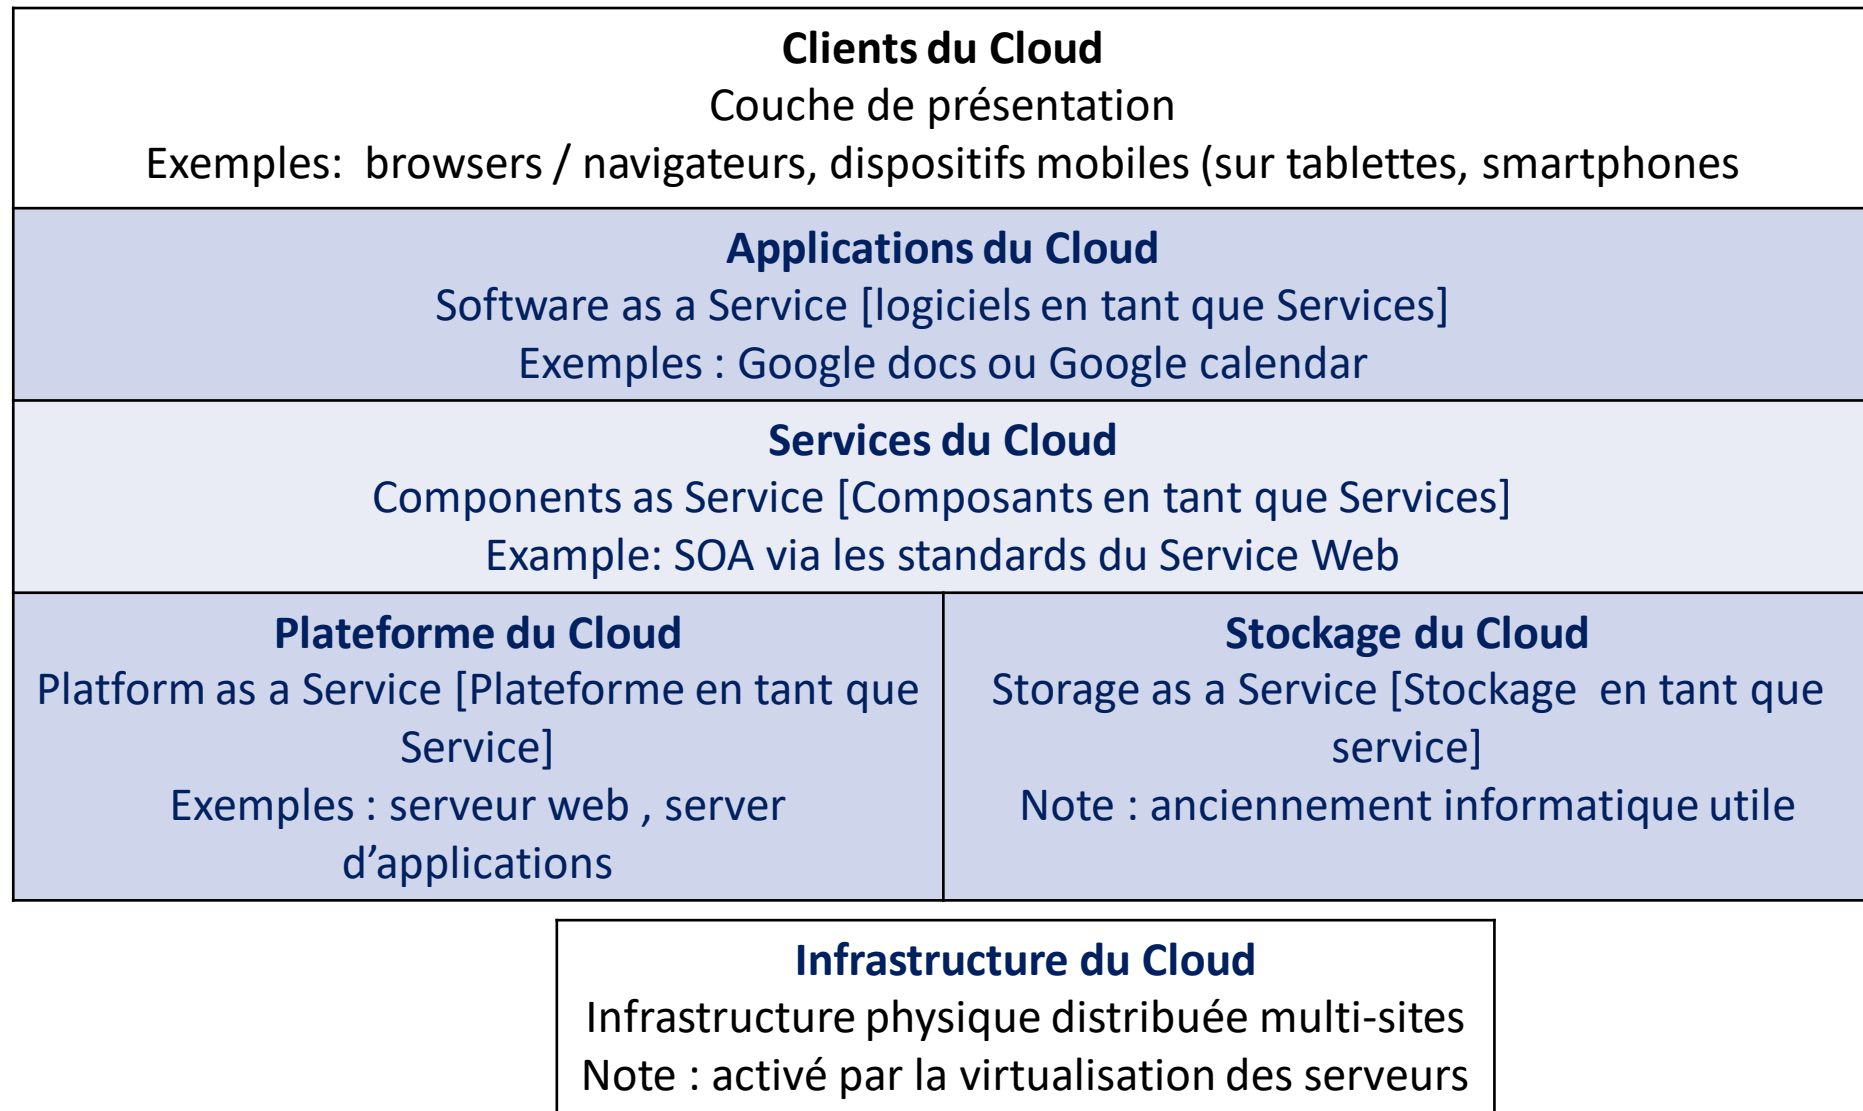 Clients du Cloud
Couche de présentation
Exemples: browsers / navigateurs, dispositifs mobiles (sur tablettes, smartphones
Applications du Cloud
Software as a Service [logiciels en tant que Services]
Exemples : Google docs ou Google calendar
Services du Cloud
Components as Service [Composants en tant que Services]
Example: SOA via les standards du Service Web
Plateforme du Cloud
Platform as a Service [Plateforme en tant que
Service]
Exemples : serveur web , server
d’applications
Stockage du Cloud
Storage as a Service [Stockage en tant que
service]
Note : anciennement informatique utile
Infrastructure du Cloud
Infrastructure physique distribuée multi-sites
Note : activé par la virtualisation des serveurs